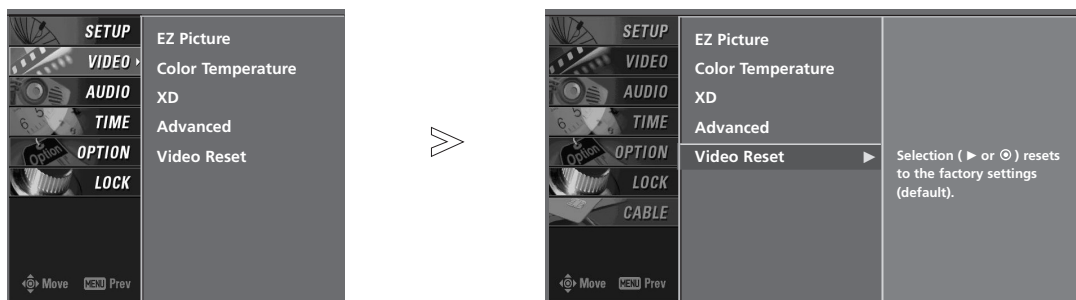 SETUP
VIDEO
AUDIO
TIME
OPTION
LOCK
EZ Picture
Color Temperature
XD
Advanced
Video Reset
Move MENU Prev
SETUP
VIDEO
AUDIO
TIME
OPTION
LOCK
CABLE
EZ Picture
Color Temperature
XD
Advanced
Video Reset ►
Selection ( ► or ⊙ ) resets
to the factory settings
(default).
Move MENU Prev